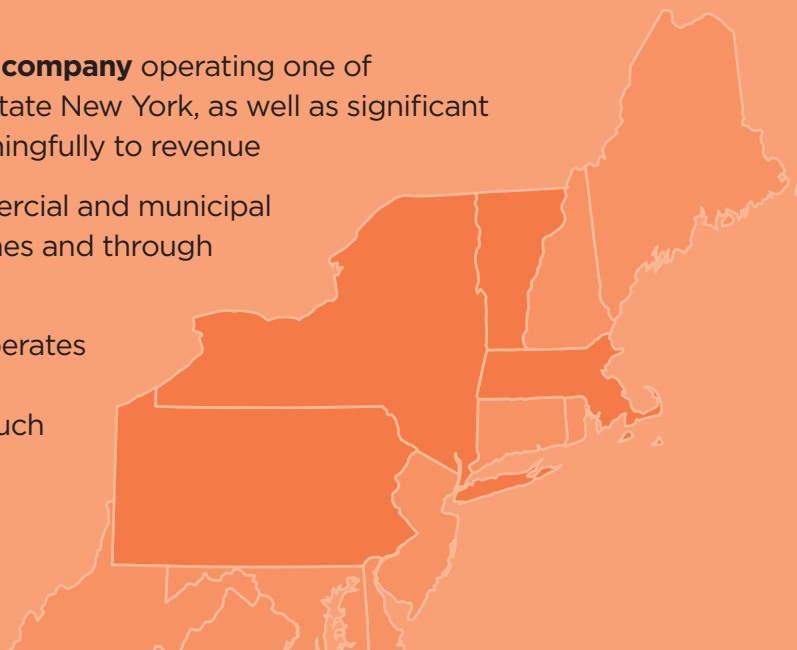 company operating one of
tate New York, as well as significant
ningfully to revenue
ercial and municipal
nes and through
perates
uch